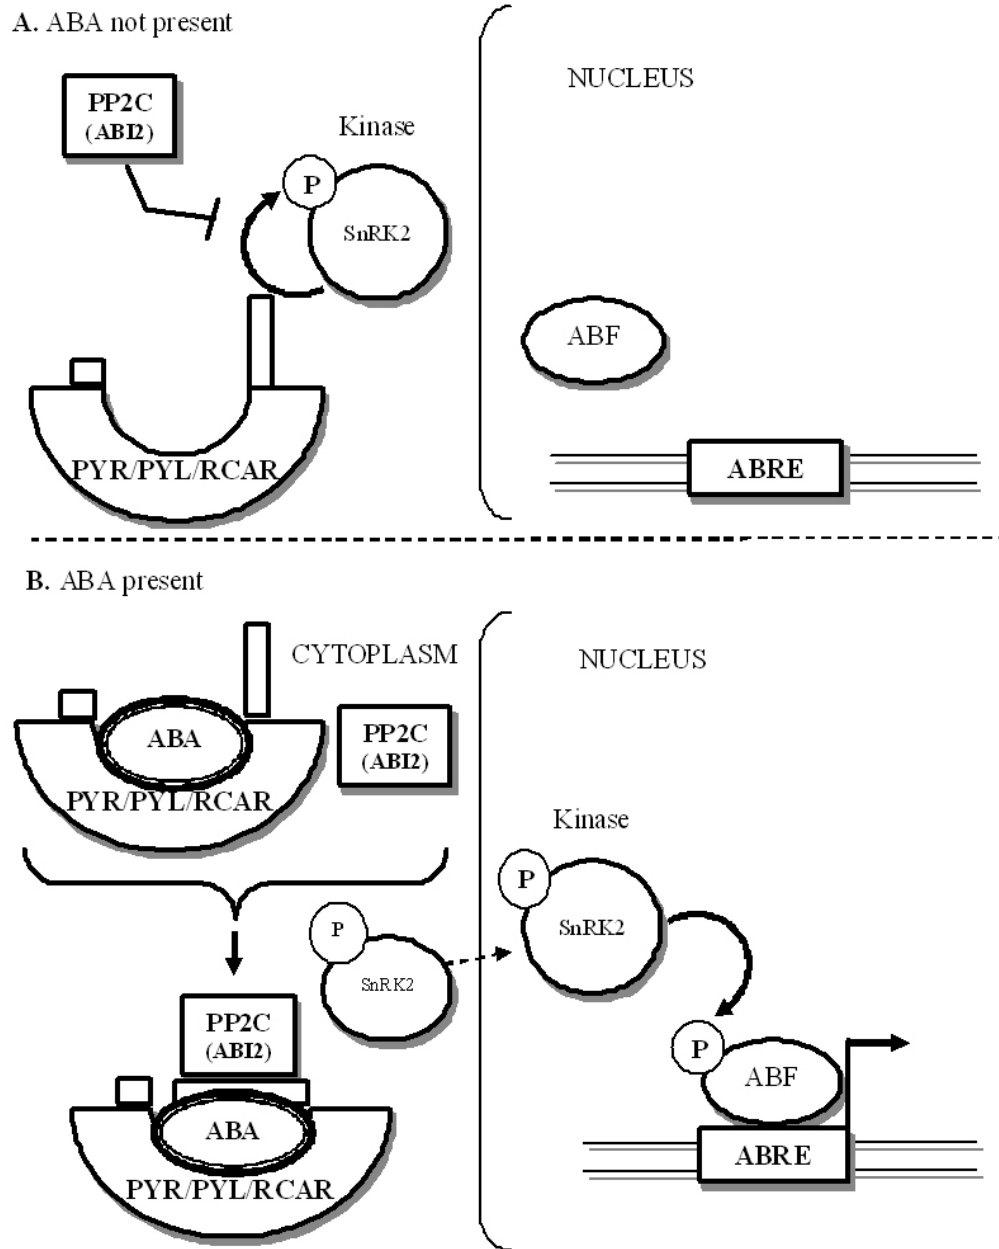 A. ABA not present
NUCLEUS
PP2C
(ABI2)
Kinase
P
SnRK2
ABF
PYR/PYL/RCAR
ABRE
B. ABA present
CYTOPLASM
NUCLEUS
ABA
PP2C
(ABI2)
PYR/PYL/RCAR
Kinase
P
SnRK2
P
SnRK2
PP2C
(ABI2)
P
ABF
ABA
ABRE
PYR/PYL/RCAR